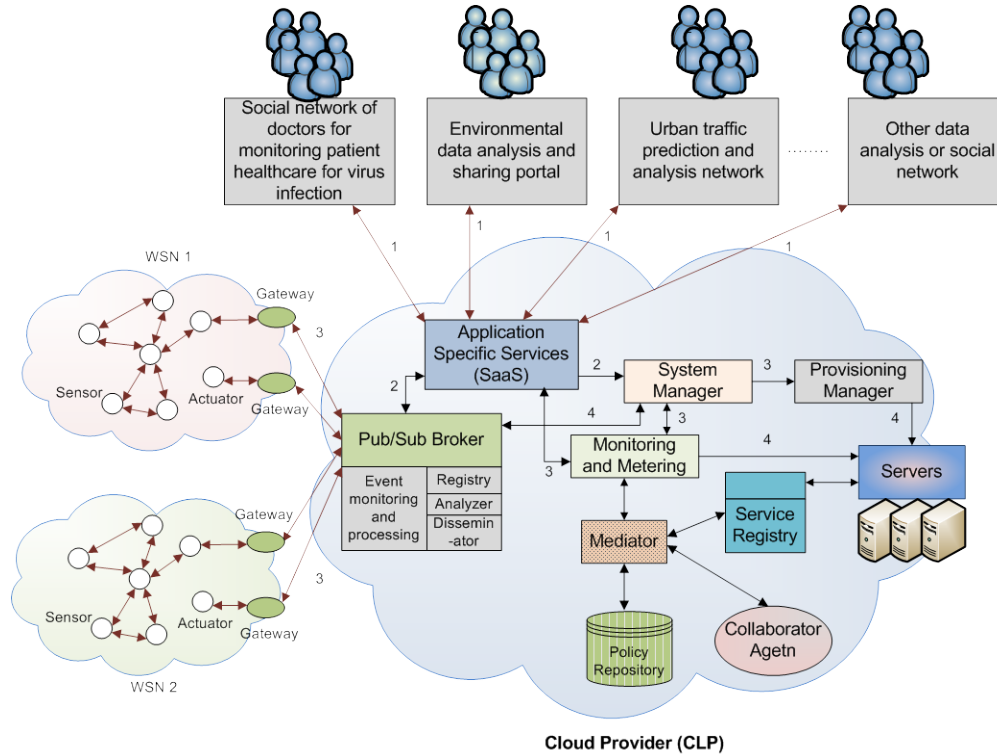 Social network of
doctors for
monitoring patient
healthcare for virus
infection
Environmental
data analysis and
sharing portal
Urban traffic
prediction and
analysis network
........
Other data
analysis or social
network
1
1
1
1
WSN 1
Gateway
3
Sensor
Actuator
Gateway
Application
Specific Services
(SaaS)
2
System
Manager
3
Provisioning
Manager
2
4
3
4
Pub/Sub Broker
3
Monitoring
and Metering
4
Servers
Event
monitoring
and
processing
Registry
Analyzer
Dissemin
-ator
Service
Registry
Mediator
Gateway
3
Sensor
Actuator
Gateway
WSN 2
Policy
Repository
Collaborator
Agetn
Cloud Provider (CLP)